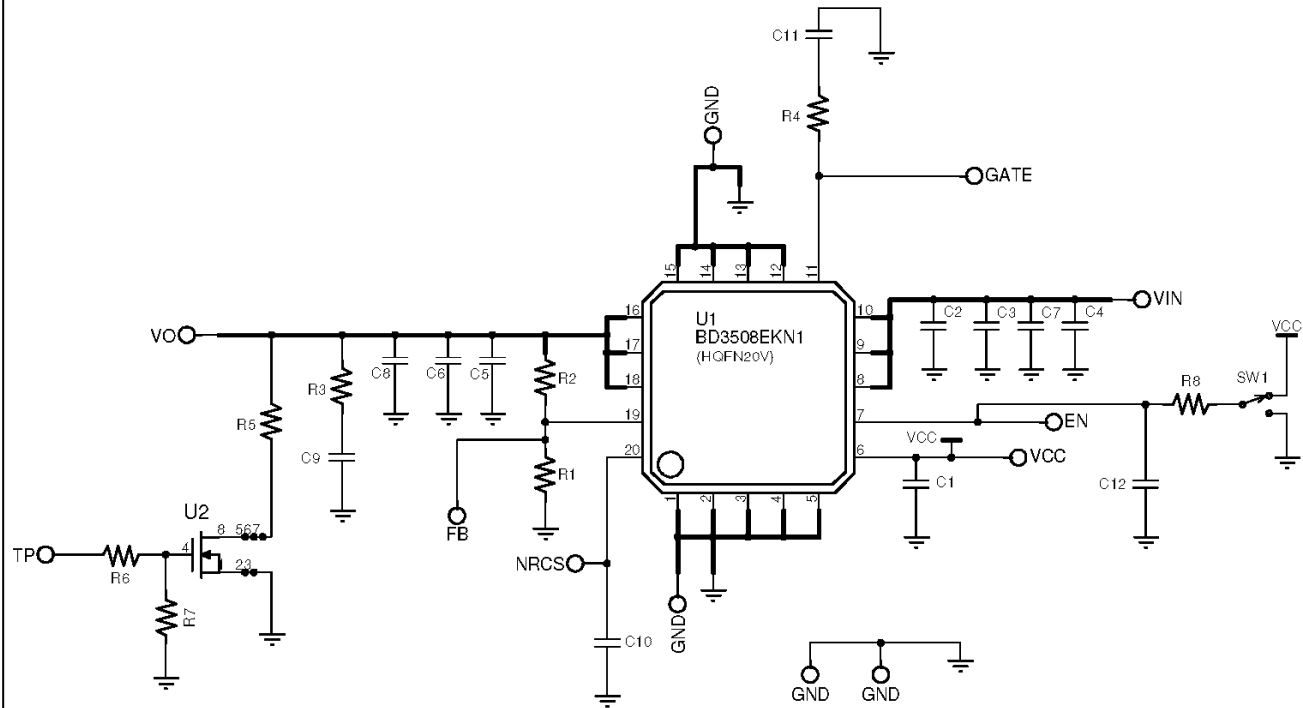 C11
GND
R4
GATE
15
14
13
12
11
U1
BD3508EKN1
(HQFN20V)
16
17
18
19
20
10
9
8
7
6
1
2
3
4
5
VO
VIN
C2
C3
C7
C4
VCC
R3
C8
C6
C5
R2
R8
SW1
R5
EN
C9
R1
VCC
VCC
C1
C12
FB
U2
8 567
4
23
TP
R6
R7
NRCS
GND
C10
GND
GND